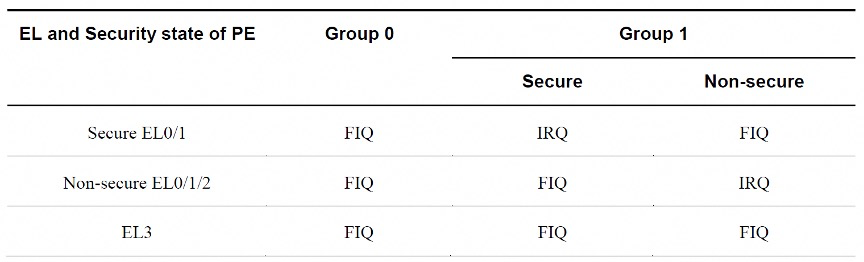 EL and Security state of PE Group 0 Group 1
Secure Non-secure
Secure EL0/1 FIQ IRQ FIQ
Non-secure EL0/1/2 FIQ FIQ IRQ
EL3 FIQ FIQ FIQ